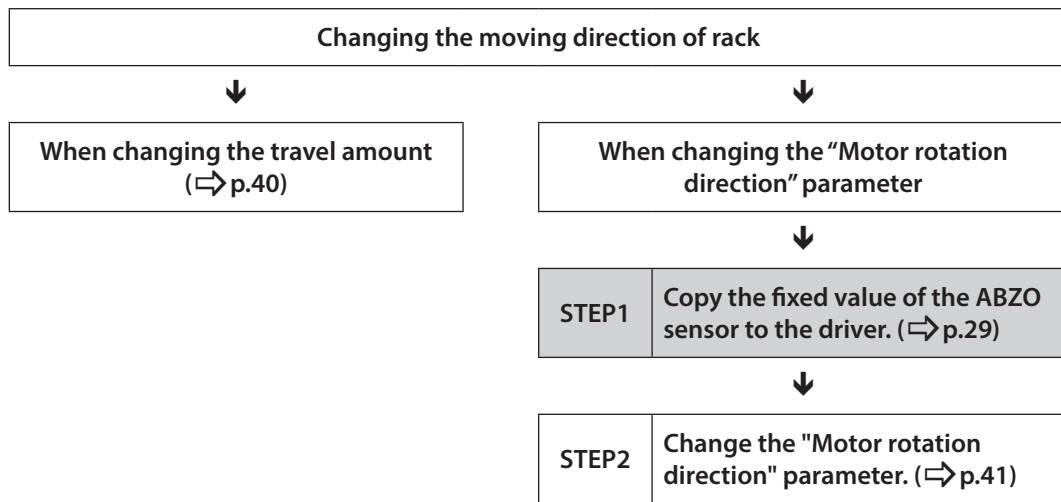 Changing the moving direction of rack
When changing the travel amount
(⇨ p.40)
When changing the “Motor rotation
direction” parameter
STEP1
Copy the fixed value of the ABZO
sensor to the driver. (⇨ p.29)
STEP2
Change the "Motor rotation
direction" parameter. (⇨ p.41)